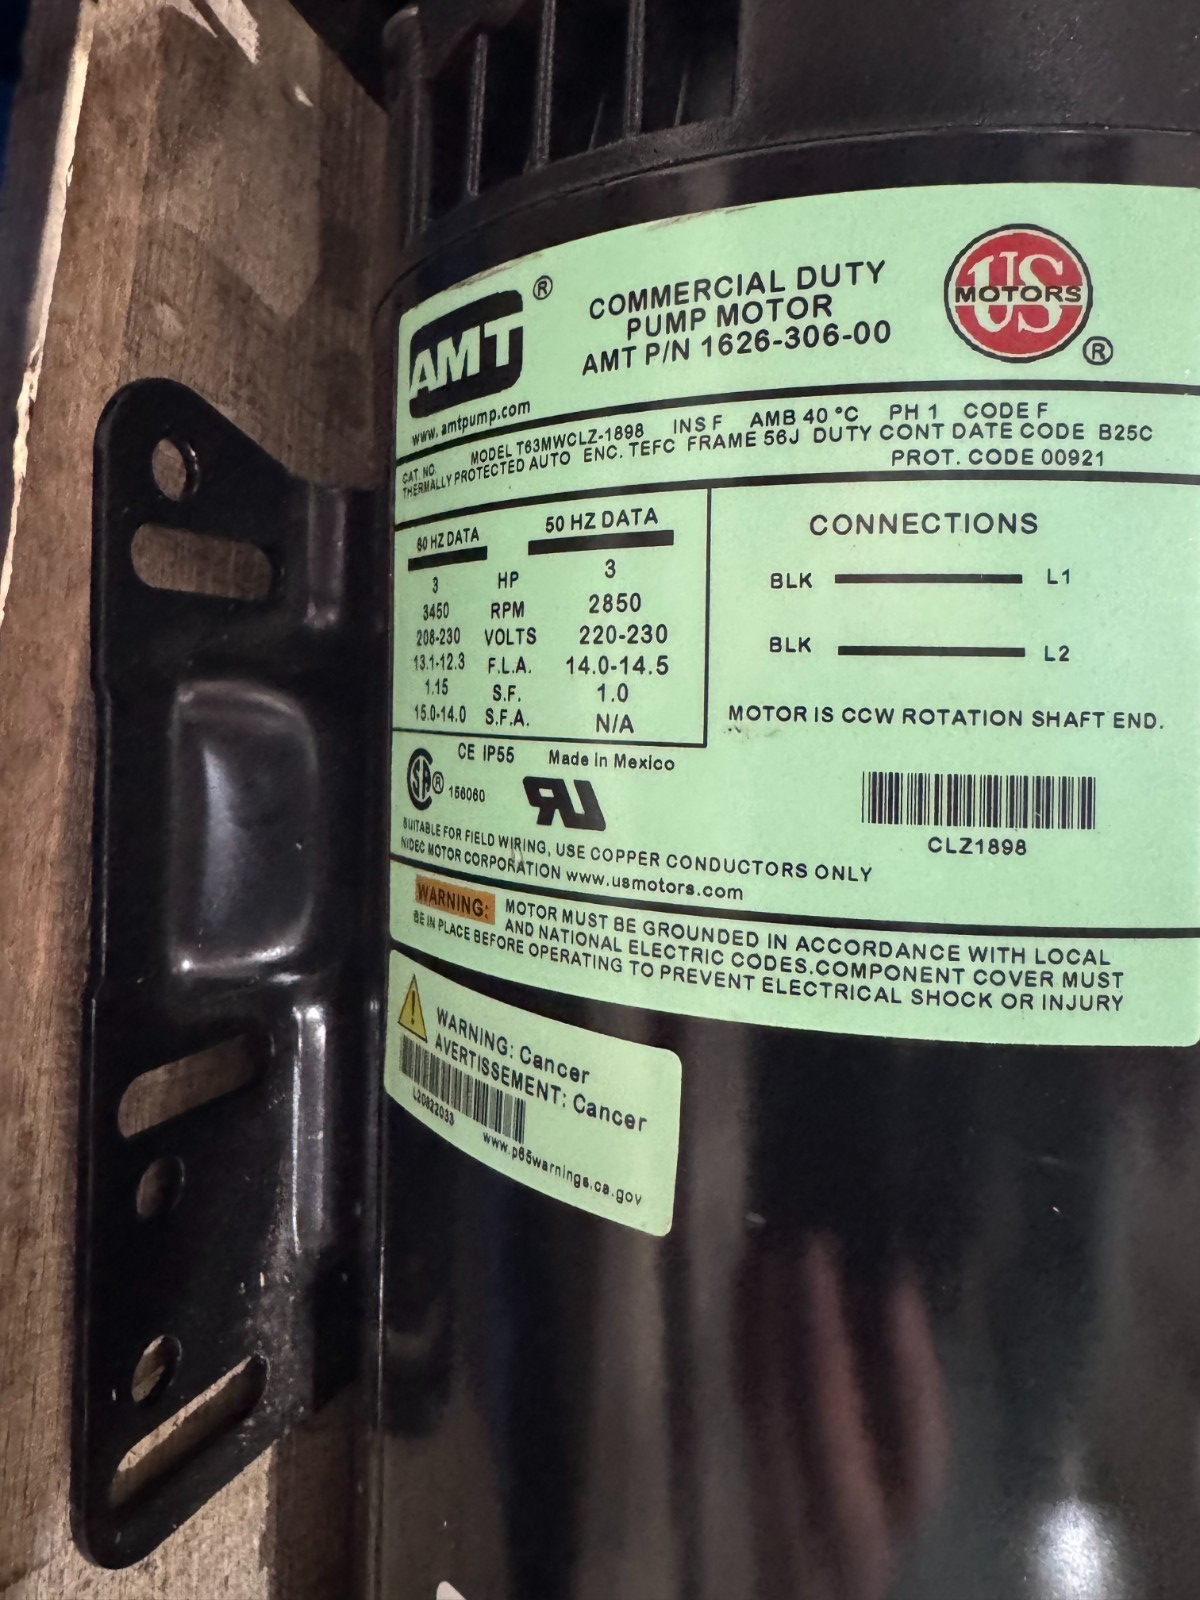 AMT ®
www.amtpump.com
COMMERCIAL DUTY
PUMP MOTOR
AMT P/N 1626-306-00
US
MOTORS
®
CAT. NO. MODEL T63MWCLZ-1898 INS F AMB 40 °C PH 1 CODE F
THERMALLY PROTECTED AUTO ENC. TEFC FRAME 56J DUTY CONT DATE CODE B25C
PROT. CODE 00921
60 HZ DATA 50 HZ DATA
3 HP 3
3450 RPM 2850
208-230 VOLTS 220-230
13.1-12.3 F.L.A. 14.0-14.5
1.15 S.F. 1.0
15.0-14.0 S.F.A. N/A
CONNECTIONS
BLK L1
BLK L2
MOTOR IS CCW ROTATION SHAFT END.
CLZ1898
CE IP55 Made in Mexico
SA ® 156060
RU
SUITABLE FOR FIELD WIRING, USE COPPER CONDUCTORS ONLY
NIDEC MOTOR CORPORATION www.usmotors.com
WARNING: MOTOR MUST BE GROUNDED IN ACCORDANCE WITH LOCAL
AND NATIONAL ELECTRIC CODES.COMPONENT COVER MUST
BE IN PLACE BEFORE OPERATING TO PREVENT ELECTRICAL SHOCK OR INJURY
WARNING: Cancer
AVERTISSEMENT: Cancer
L20822033
www.p65warnings.ca.gov